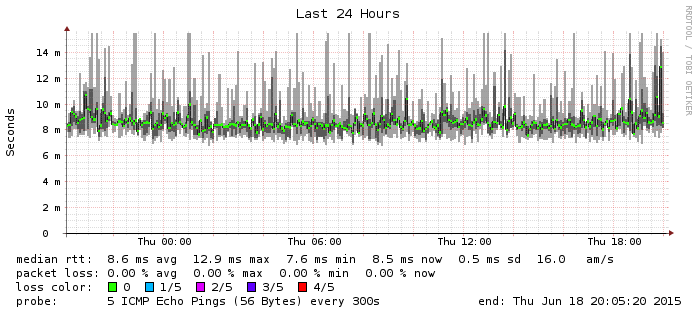 Last 24 Hours
RRDTOOL / TOBI OETIKER
Seconds
14 m
12 m
10 m
8 m
6 m
4 m
2 m
0
Thu 00:00 Thu 06:00 Thu 12:00 Thu 18:00
median rtt: 8.6 ms avg 12.9 ms max 7.6 ms min 8.5 ms now 0.5 ms sd 16.0 am/s
packet loss: 0.00 % avg 0.00 % max 0.00 % min 0.00 % now
loss color: 0 1/5 2/5 3/5 4/5
probe: 5 ICMP Echo Pings (56 Bytes) every 300s end: Thu Jun 18 20:05:20 2015